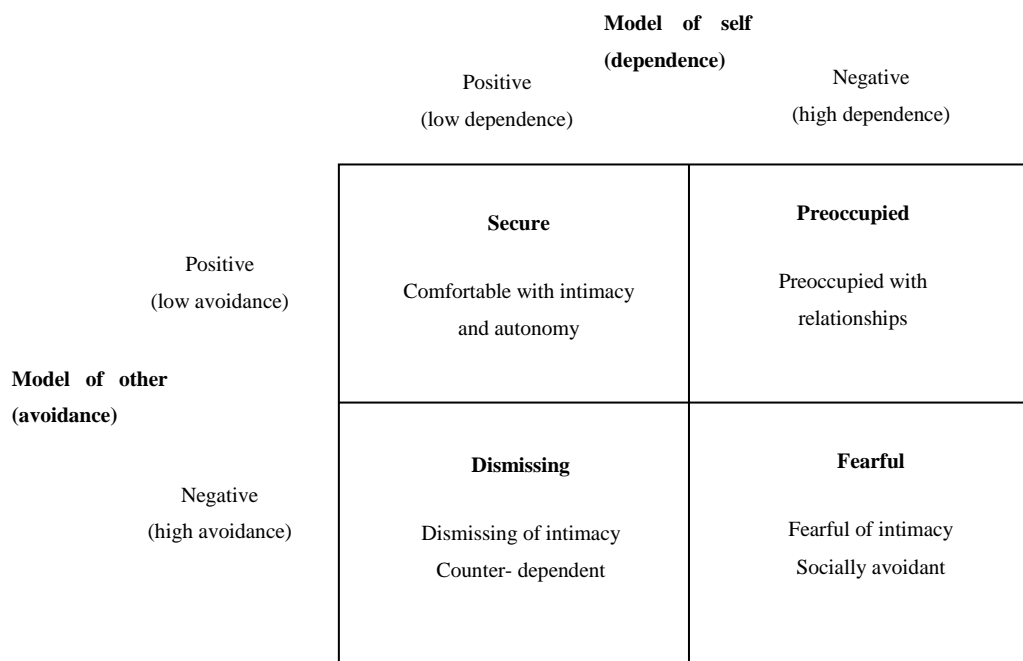 Model of self
(dependence)
Positive
(low dependence)
Negative
(high dependence)
Secure
Comfortable with intimacy
and autonomy
Preoccupied
Preoccupied with
relationships
Positive
(low avoidance)
Model of other
(avoidance)
Negative
(high avoidance)
Dismissing
Dismissing of intimacy
Counter- dependent
Fearful
Fearful of intimacy
Socially avoidant